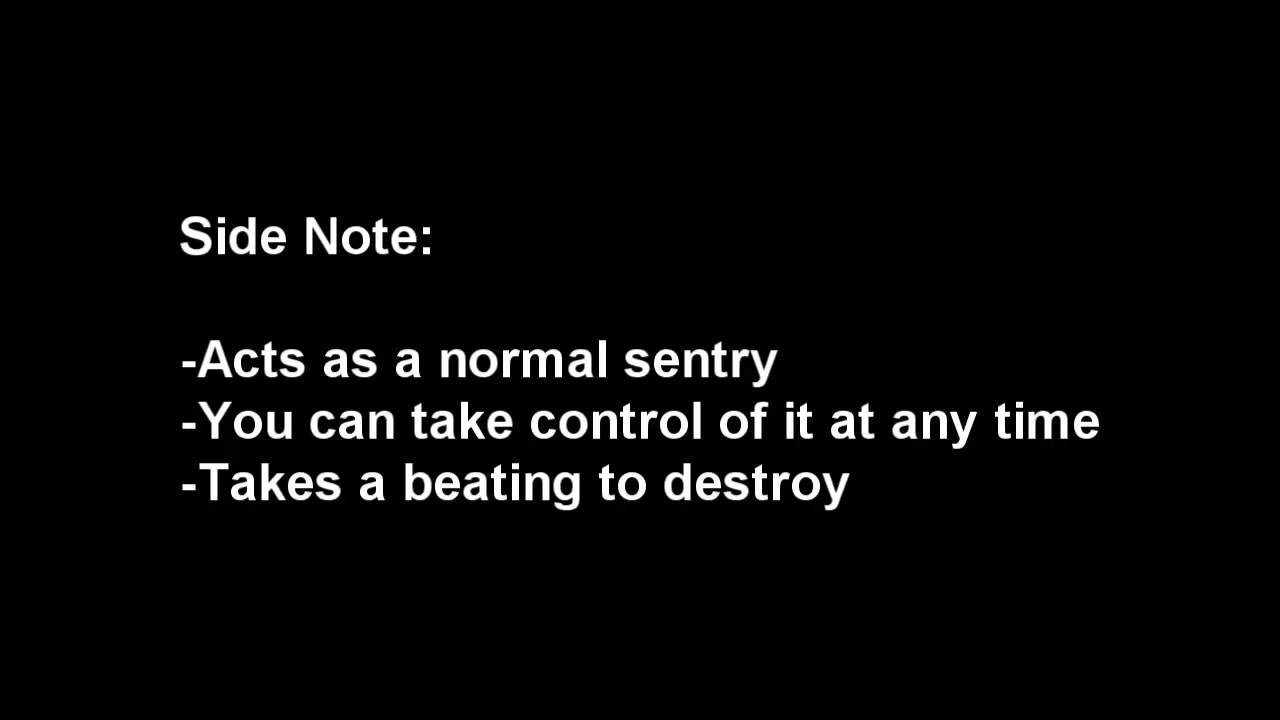 Side Note:
-Acts as a normal sentry
-You can take control of it at any time
-Takes a beating to destroy